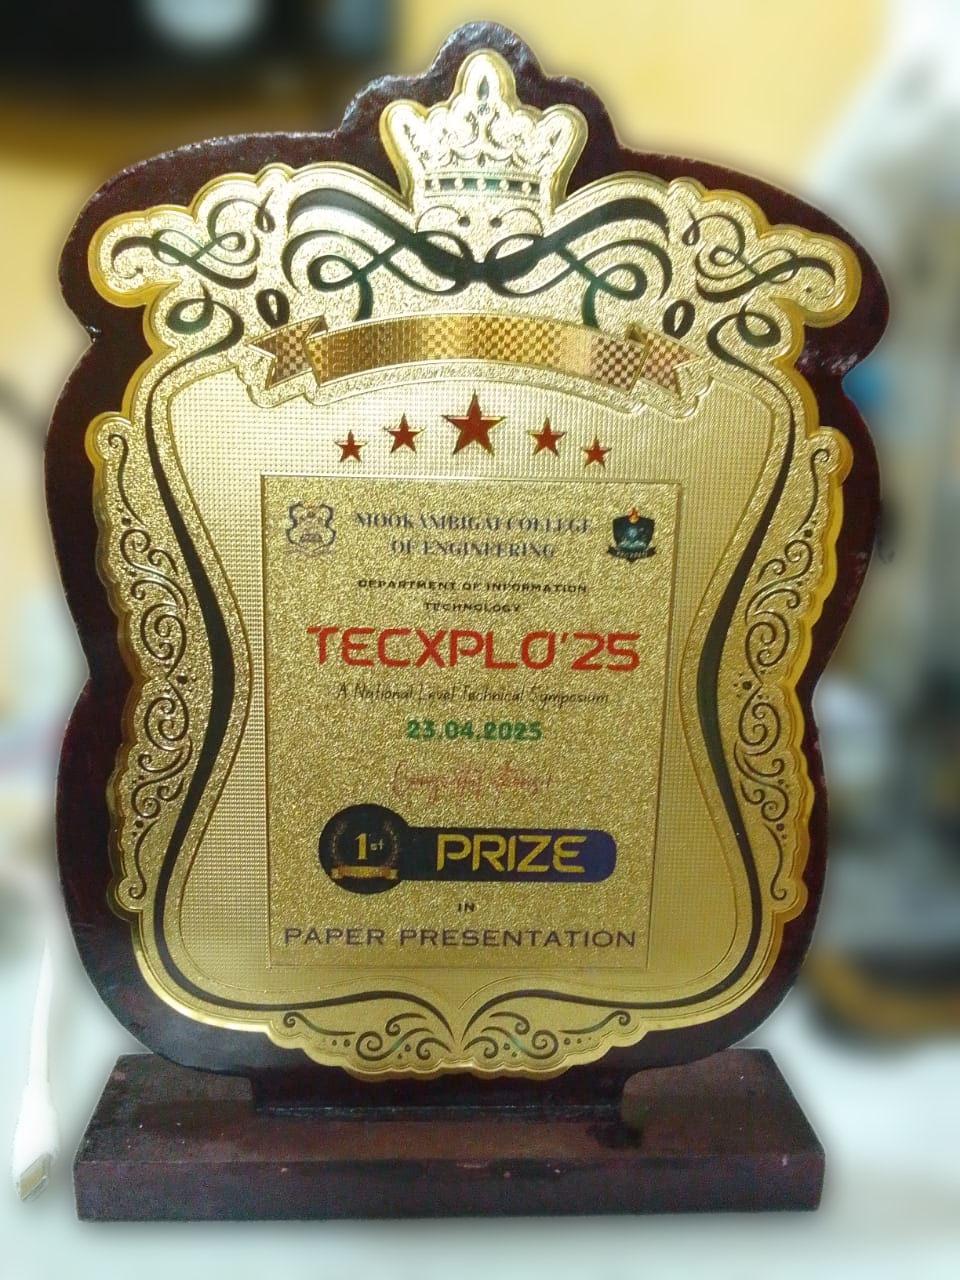 MOOKAMBIGAI COLLEGE
OF ENGINEERING
DEPARTMENT OF INFORMATION
TECHNOLOGY
TECXPLO'25
A National Level Technical Symposium
23.04.2025
1st PRIZE
IN
PAPER PRESENTATION